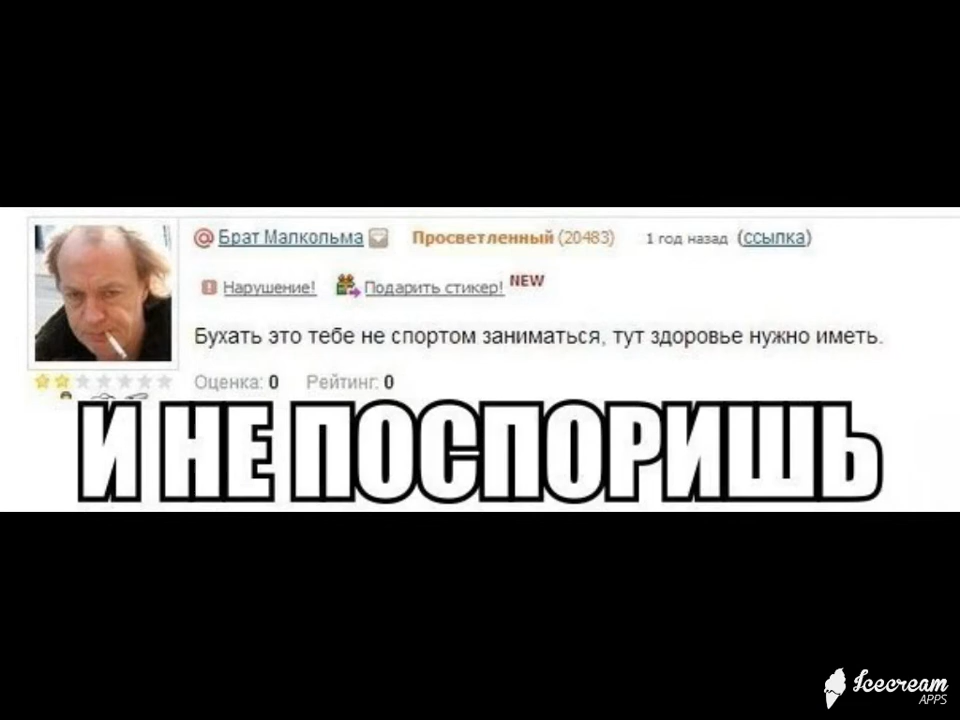 @ Брат Малкольма Просветленный (20483) 1 год назад (ссылка)
Нарушение! Подарить стикер! NEW
Бухать это тебе не спортом заниматься, тут здоровье нужно иметь.
Оценка: 0 Рейтинг: 0
И НЕ ПОСПОРИШЬ
Icecream
APPS